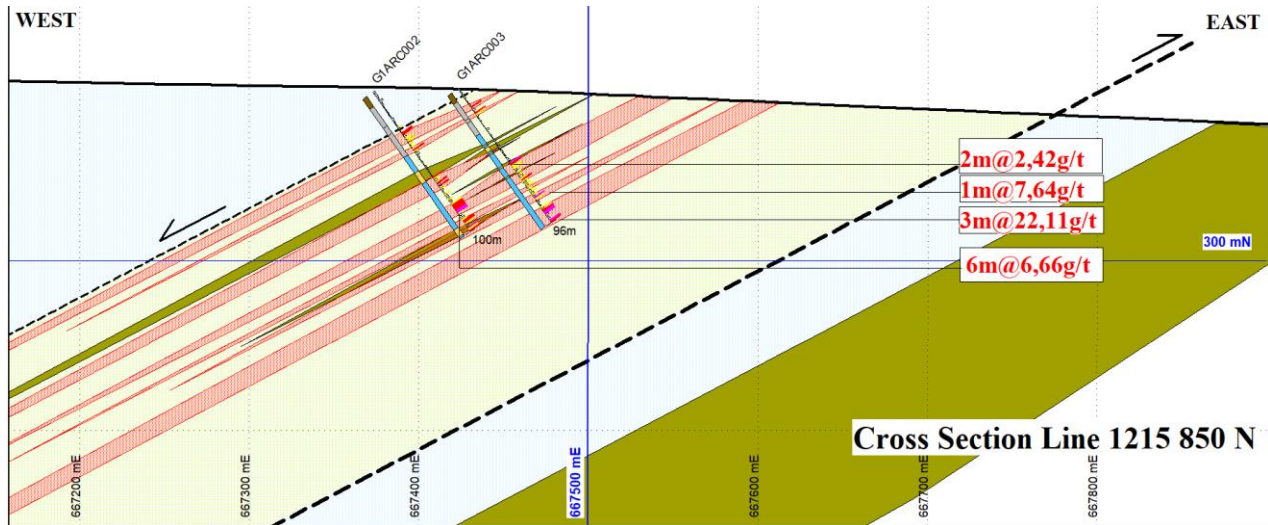 WEST
EAST
G1ARC002
G1ARC003
2m@2,42g/t
1m@7,64g/t
3m@22,11g/t
6m@6,66g/t
100m
96m
300 mN
Cross Section Line 1215 850 N
667200 mE
667300 mE
667400 mE
667500 mE
667600 mE
667700 mE
667800 mE